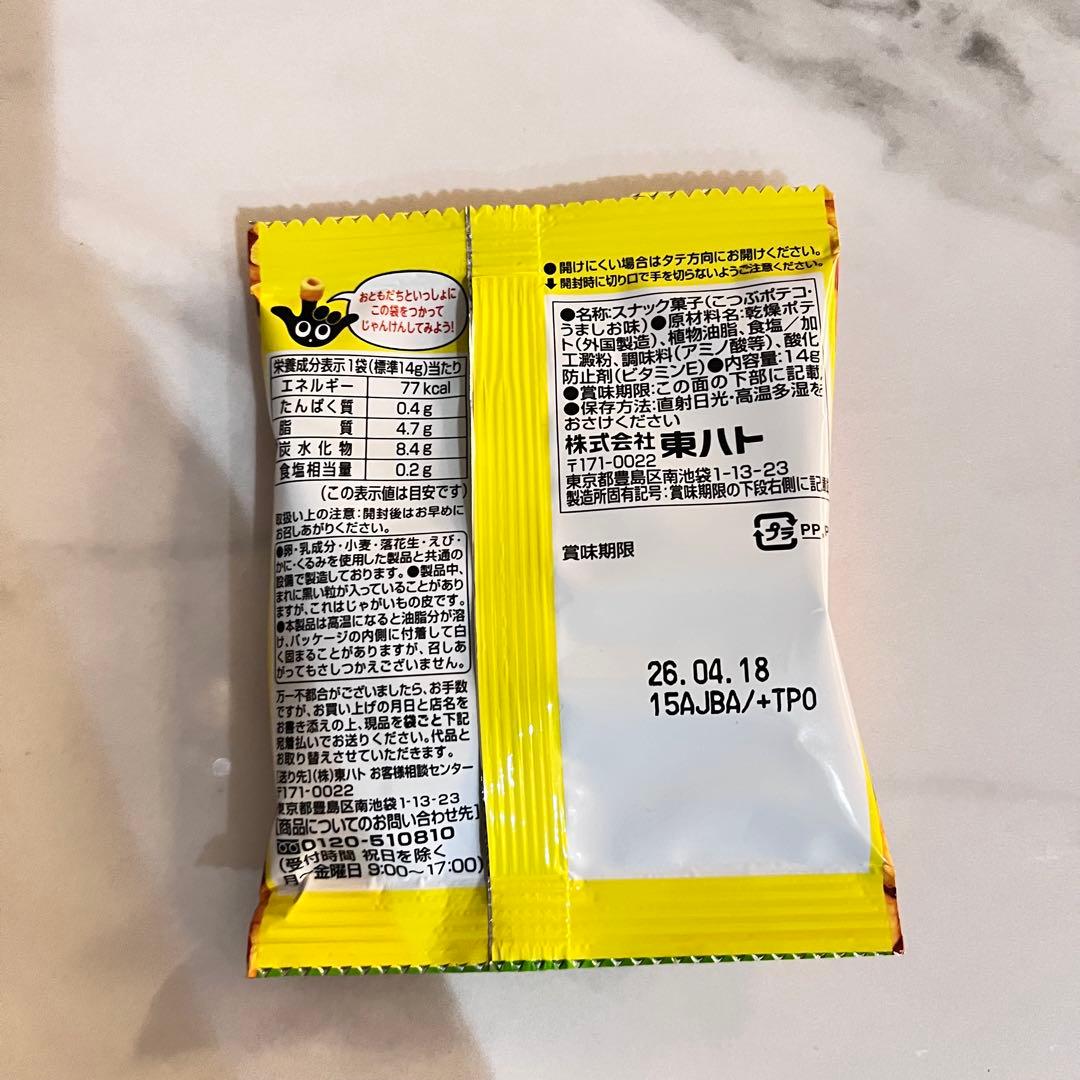 おともだちといっしょに
この袋をつかって
じゃんけんしてみよう!
栄養成分表示1袋(標準14g)当たり
エネルギー 77kcal
たんぱく質 0.4g
脂質 4.7g
炭水化物 8.4g
食塩相当量 0.2g
(この表示値は目安です)
取扱い上の注意:開封後はお早めに
お召しあがりください。
●卵・乳成分・小麦・落花生・えび・
かに・くるみを使用した製品と共通の
設備で製造しております。●製品中、
まれに黒い粒が入っていることがあり
ますが、これはじゃがいもの皮です。
●本製品は高温になると油脂分が溶
け、パッケージの内側に付着して白
く固まることがありますが、召しあ
がってもさしつかえございません。
万一不都合がございましたら、お手数
ですが、お買い上げの月日と店名を
お書き添えの上、現品を袋ごと下記
宛着払いでお送りください。代品と
お取り替えさせていただきます。
[送り先](株)東ハト お客様相談センター
〒171-0022
東京都豊島区南池袋1-13-23
[商品についてのお問い合わせ先]
0120-510810
(受付時間 祝日を除く
月~金曜日 9:00~17:00)
●開けにくい場合はタテ方向にお開けください。
開封時に切り口で手を切らないようご注意ください。
●名称:スナック菓子(こつぶポテコ・
うましお味)●原材料名:乾燥ポテ
ト(外国製造)、植物油脂、食塩/加
工澱粉、調味料(アミノ酸等)、酸化
防止剤(ビタミンE)●内容量:14g
●賞味期限:この面の下部に記載
●保存方法:直射日光・高温多湿を
おさけください
株式会社 東ハト
〒171-0022
東京都豊島区南池袋1-13-23
製造所固有記号:賞味期限の下段右側に記載
プラ PP,
賞味期限
26.04.18
15AJBA/+TPO